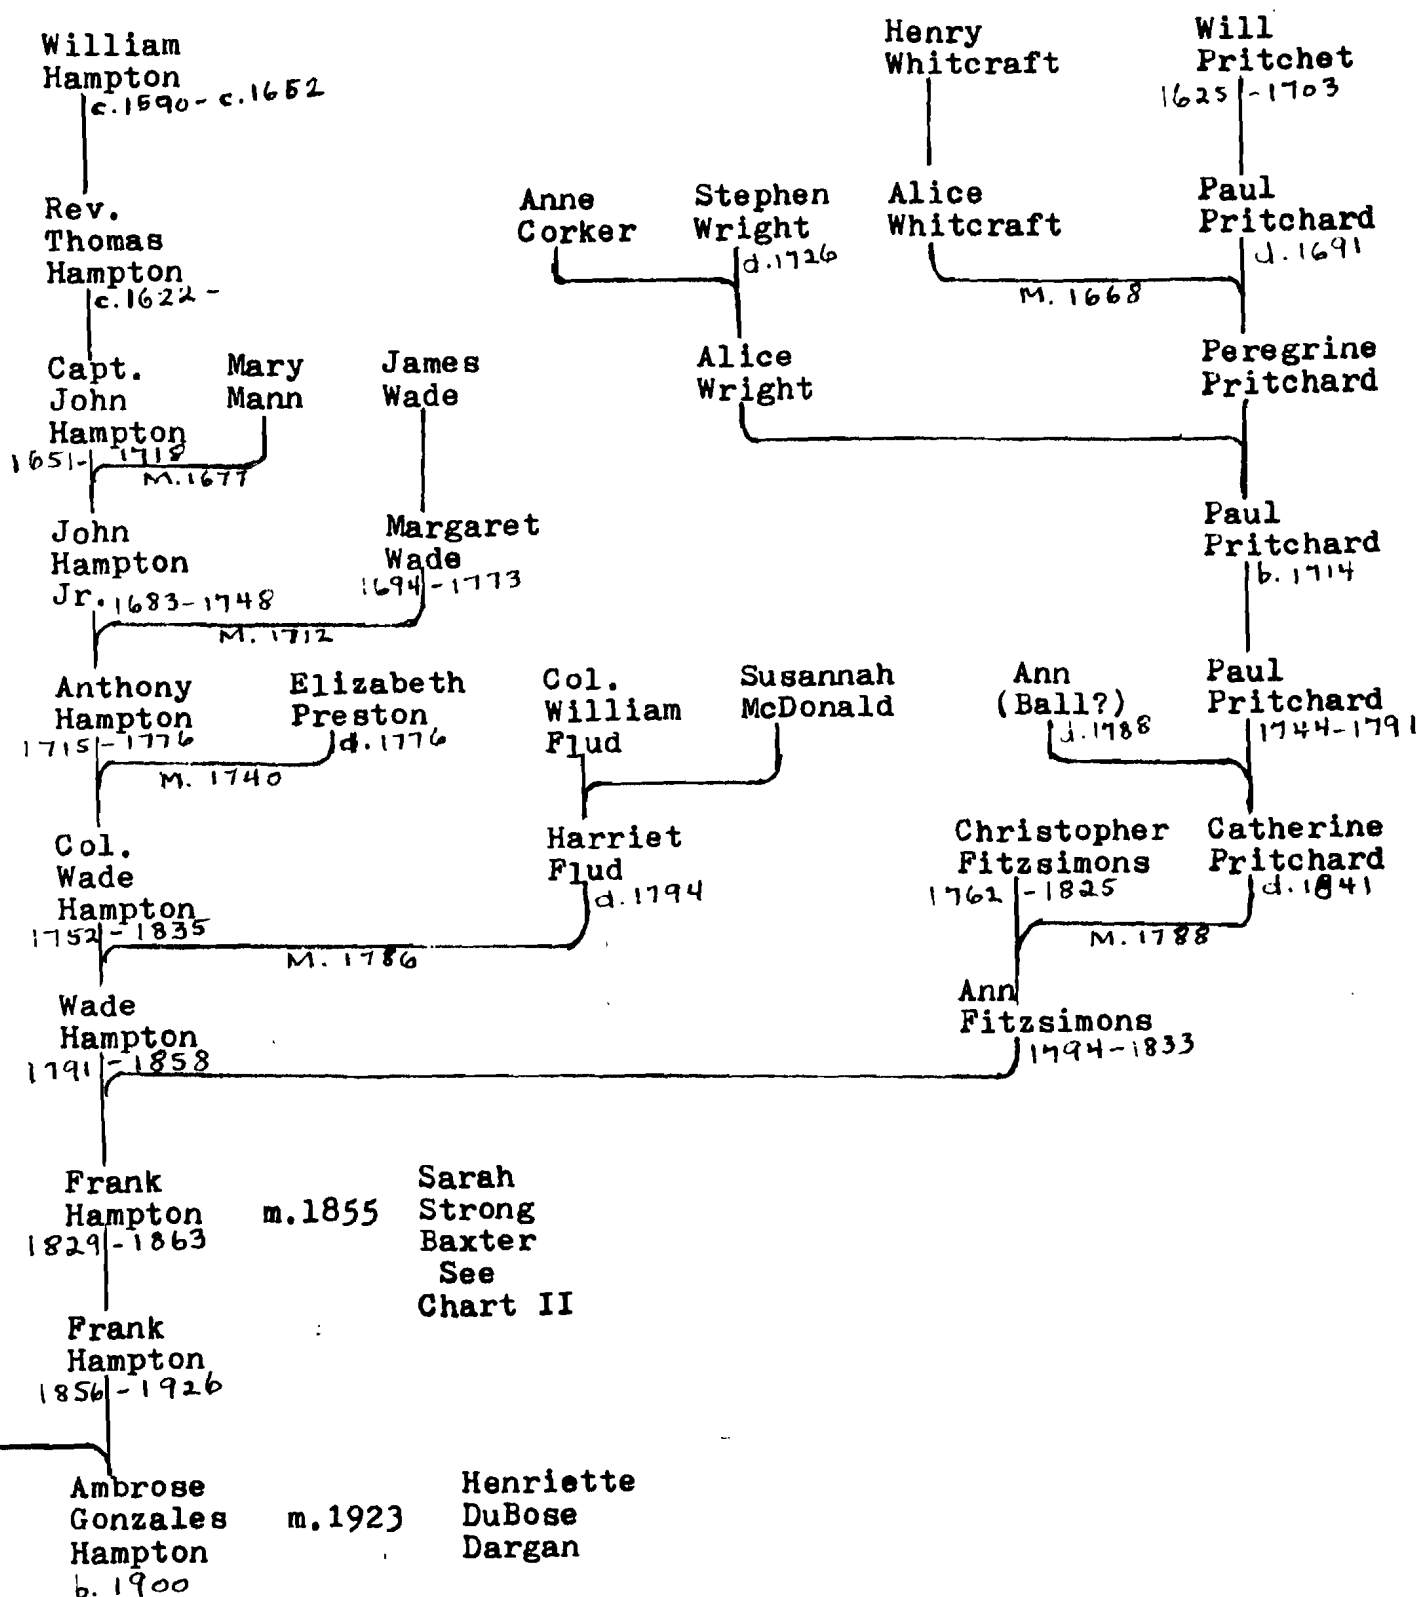 William
Hampton
c.1590 - c.1652
Henry
Whitcraft
Will
Pritchet
1625 - 1703
Rev.
Thomas
Hampton
c.1622 -
Anne
Corker
Stephen
Wright
d.1726
Alice
Whitcraft
Paul
Pritchard
d.1691
M. 1668
Capt.
John
Hampton
1651- 1718
Mary
Mann
M.1677
James
Wade
Alice
Wright
Peregrine
Pritchard
John
Hampton
Jr. 1683-1748
Margaret
Wade
1694-1773
M. 1712
Paul
Pritchard
b. 1714
Anthony
Hampton
1715 - 1776
Elizabeth
Preston
d.1776
M. 1740
Col.
William
Flud
Susannah
McDonald
Ann
(Ball?)
d.1788
Paul
Pritchard
1744-1791
Col.
Wade
Hampton
1752 - 1835
Harriet
Flud
d.1794
M. 1786
Christopher
Fitzsimons
1762 - 1825
Catherine
Pritchard
d.1841
M. 1788
Wade
Hampton
1791 - 1858
Ann
Fitzsimons
1794-1833
Frank
Hampton
1829 - 1863
m.1855
Sarah
Strong
Baxter
See
Chart II
Frank
Hampton
1856 - 1926
Ambrose
Gonzales
Hampton
b. 1900
m.1923
Henriette
DuBose
Dargan